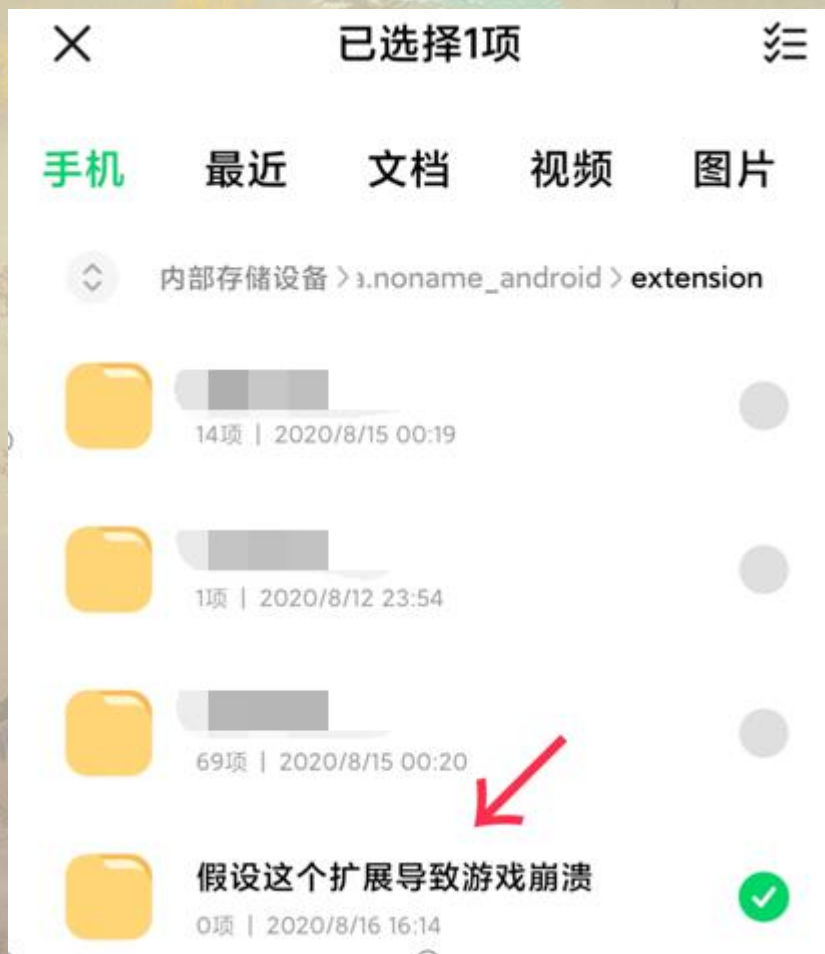 已选择1项
手机 最近 文档 视频 图片
内部存储设备 a.noname_android extension
14项 | 2020/8/15 00:19
1项 | 2020/8/12 23:54
69项 | 2020/8/15 00:20
假设这个扩展导致游戏崩溃
0项 | 2020/8/16 16:14